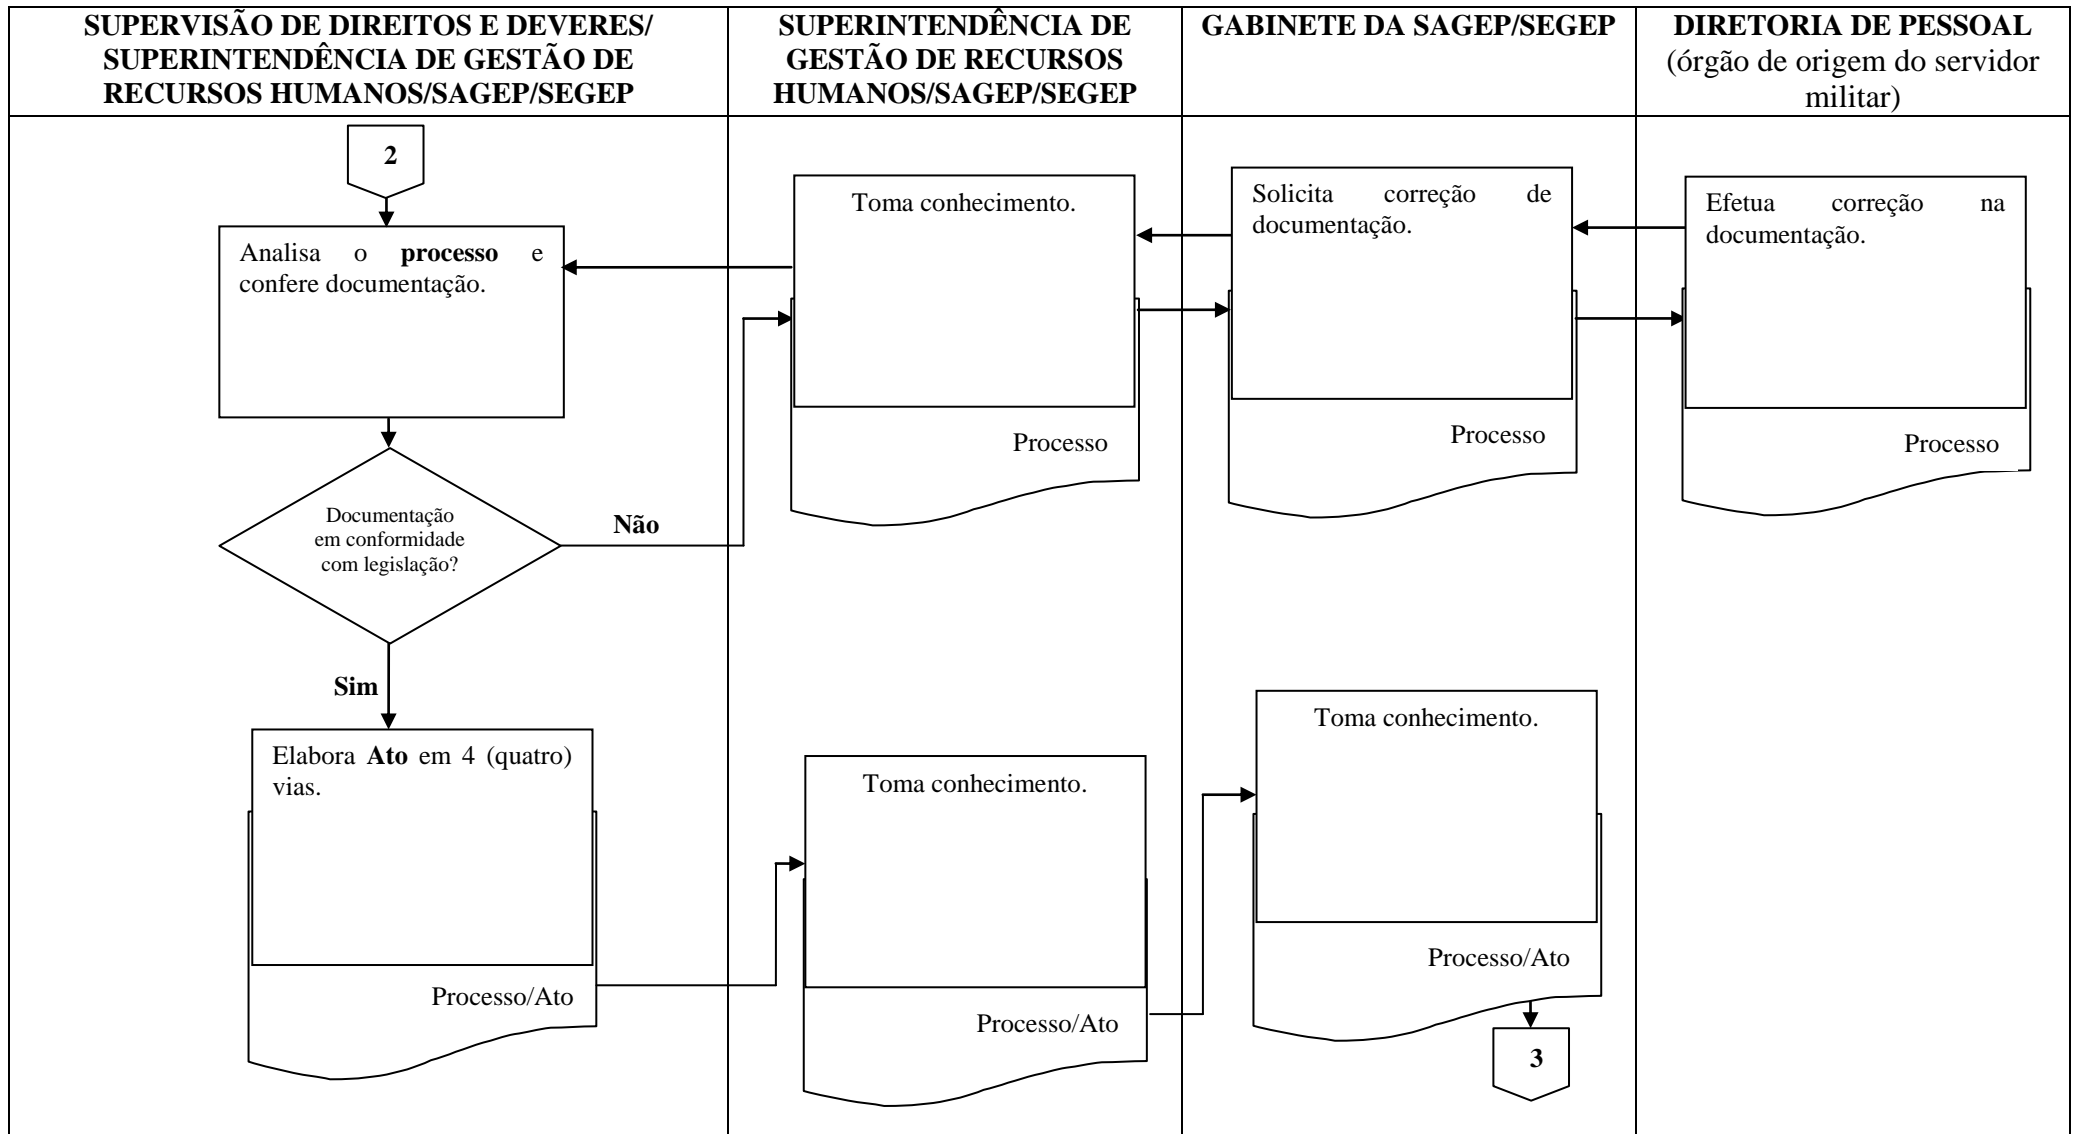 SUPERVISÃO DE DIREITOS E DEVERES/
SUPERINTENDÊNCIA DE GESTÃO DE
RECURSOS HUMANOS/SAGEP/SEGEP
SUPERINTENDÊNCIA DE
GESTÃO DE RECURSOS
HUMANOS/SAGEP/SEGEP
GABINETE DA SAGEP/SEGEP
DIRETORIA DE PESSOAL
(órgão de origem do servidor
militar)
2
Analisa o processo e
confere documentação.
Toma conhecimento.
Processo
Solicita correção de
documentação.
Processo
Efetua correção na
documentação.
Processo
Documentação
em conformidade
com legislação?
Não
Sim
Elabora Ato em 4 (quatro)
vias.
Processo/Ato
Toma conhecimento.
Processo/Ato
Toma conhecimento.
Processo/Ato
3